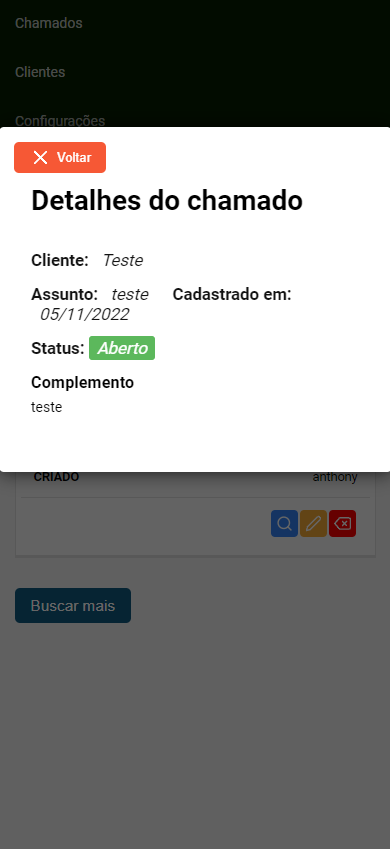 Chamados
Clientes
Configurações
Voltar
Detalhes do chamado
Cliente: Teste
Assunto: teste Cadastrado em:
05/11/2022
Status: Aberto
Complemento
teste
CRIADO anthony
Buscar mais